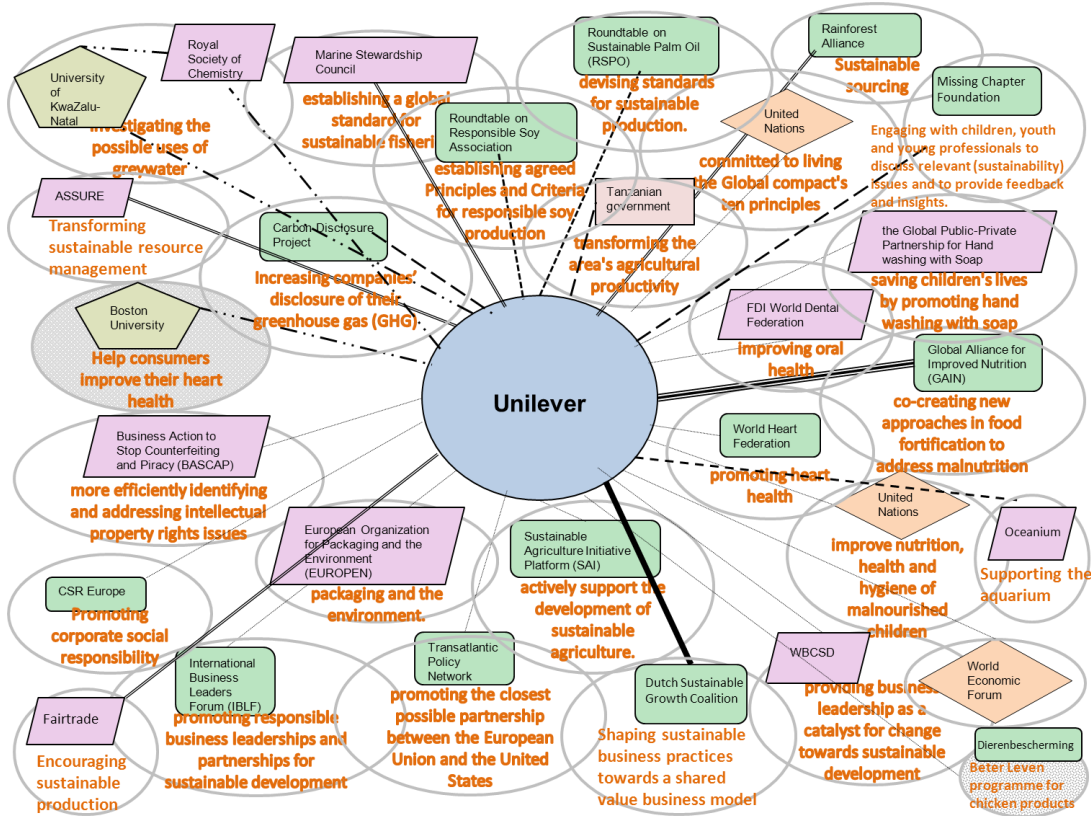 University
of
KwaZalu-
Natal
investigating the
possible uses of
greywater
Royal
Society of
Chemistry
Marine Stewardship
Council
establishing a global
standard for
sustainable fisheri
Roundtable on
Responsible Soy
Association
establishing agreed
Principles and Criteria
for responsible soy
production
Roundtable on
Sustainable Palm Oil
(RSPO)
devising standards
for sustainable
production.
Rainforest
Alliance
Sustainable
sourcing
United
Nations
committed to living
the Global compact's
ten principles
Missing Chapter
Foundation
Engaging with children, youth
and young professionals to
discuss relevant (sustainability)
issues and to provide feedback
and insights.
ASSURE
Transforming
sustainable resource
management
Carbon Disclosure
Project
Increasing companies’
disclosure of their
greenhouse gas (GHG)
Tanzanian
government
transforming the
area's agricultural
productivity
the Global Public-Private
Partnership for Hand
washing with Soap
saving children's lives
by promoting hand
washing with soap
Boston
University
Help consumers
improve their heart
health
FDI World Dental
Federation
improving oral
health
Global Alliance for
Improved Nutrition
(GAIN)
co-creating new
approaches in food
fortification to
address malnutrition
Unilever
World Heart
Federation
promoting heart
health
Business Action to
Stop Counterfeiting
and Piracy (BASCAP)
more efficiently identifying
and addressing intellectual
property rights issues
European Organization
for Packaging and the
Environment
(EUROPEN)
packaging and the
environment.
Sustainable
Agriculture Initiative
Platform (SAI)
actively support the
development of
sustainable
agriculture.
United
Nations
improve nutrition,
health and
hygiene of
malnourished
children
Oceanium
Supporting the
aquarium
CSR Europe
Promoting
corporate social
responsibility
International
Business
Leaders
Forum (IBLF)
promoting responsible
business leaderships and
partnerships for
sustainable development
Transatlantic
Policy
Network
promoting the closest
possible partnership
between the European
Union and the United
States
Dutch Sustainable
Growth Coalition
Shaping sustainable
business practices
towards a shared
value business model
WBCSD
providing business
leadership as a
catalyst for change
towards sustainable
development
World
Economic
Forum
Fairtrade
Encouraging
sustainable
production
Dierenbescherming
Beter Leven
programme for
chicken products